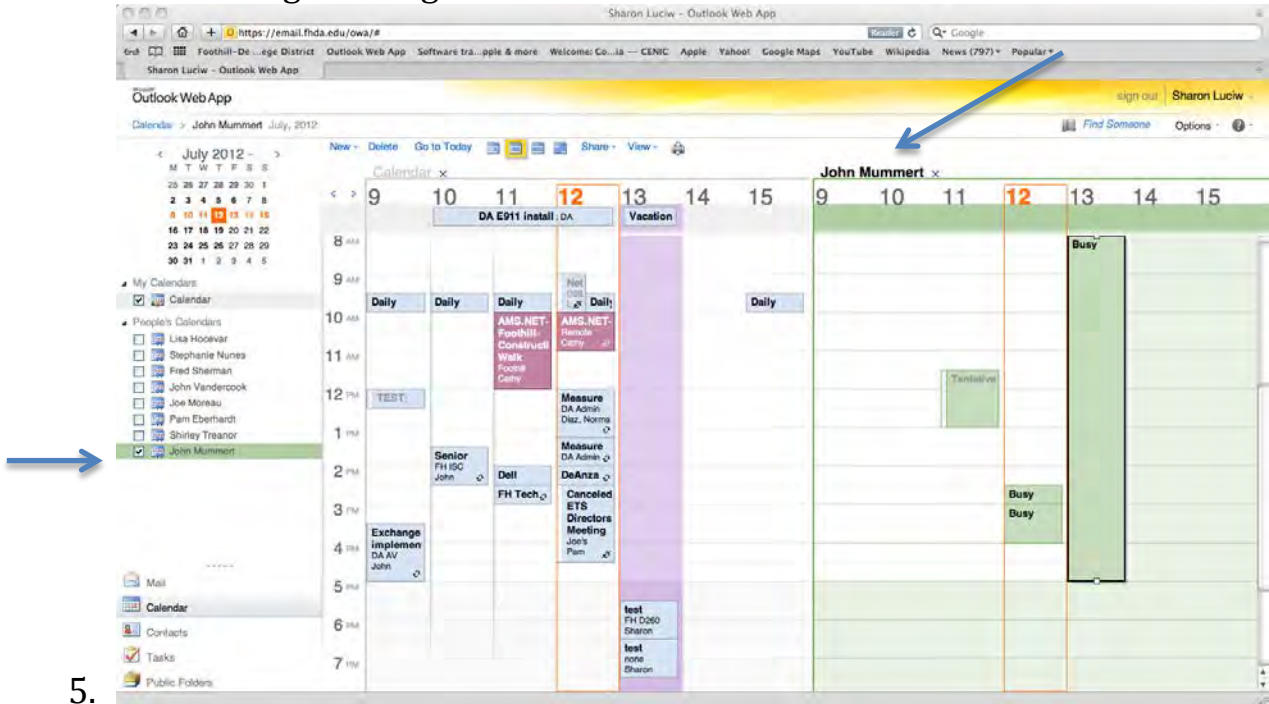 Sharon Luciw - Outlook Web App
https://email.fhda.edu/owa/#
Reader
Google
Foothill-De ...ege District Outlook Web App Software tra...pple & more Welcome: Co...ia — CENIC Apple Yahoo! Google Maps YouTube Wikipedia News (797) Popular
Sharon Luciw - Outlook Web App
Outlook Web App
sign out Sharon Luciw
Calendar > John Mummert July, 2012
Find Someone Options
July 2012
M T W T F S S
25 26 27 28 29 30 1
2 3 4 5 6 7 8
9 10 11 12 13 14 15
16 17 18 19 20 21 22
23 24 25 26 27 28 29
30 31 1 2 3 4 5
My Calendars
Calendar
People's Calendars
Lisa Hocevar
Stephanie Nunes
Fred Sherman
John Vandercook
Joe Moreau
Pam Eberhardt
Shirley Treanor
John Mummert
Mail
Calendar
Contacts
Tasks
Public Folders
New Delete Go to Today Share View
Calendar x
John Mummert x
9 10 11 12 13 14 15
9 10 11 12 13 14 15
DA E911 install; DA
Vacation
8 AM
9 AM
10 AM
11 AM
12 PM
1 PM
2 PM
3 PM
4 PM
5 PM
6 PM
7 PM
Daily
Exchange
implemen
DA AV
John
TEST;
Daily
Senior
FH ISC
John
Daily
AMS.NET-
Foothill-
Constructi
Walk
Foothil
Cathy
Dell
FH Tech
Net
Daily
AMS.NET-
Remote
Cathy
Measure
DA Admin
Diaz, Norma
Measure
DA Admin
DeAnza
Canceled
ETS
Directors
Meeting
Joe's
Pam
test
FH D260
Sharon
test
none
Sharon
Daily
Tentative
Busy
Busy
Busy
5.